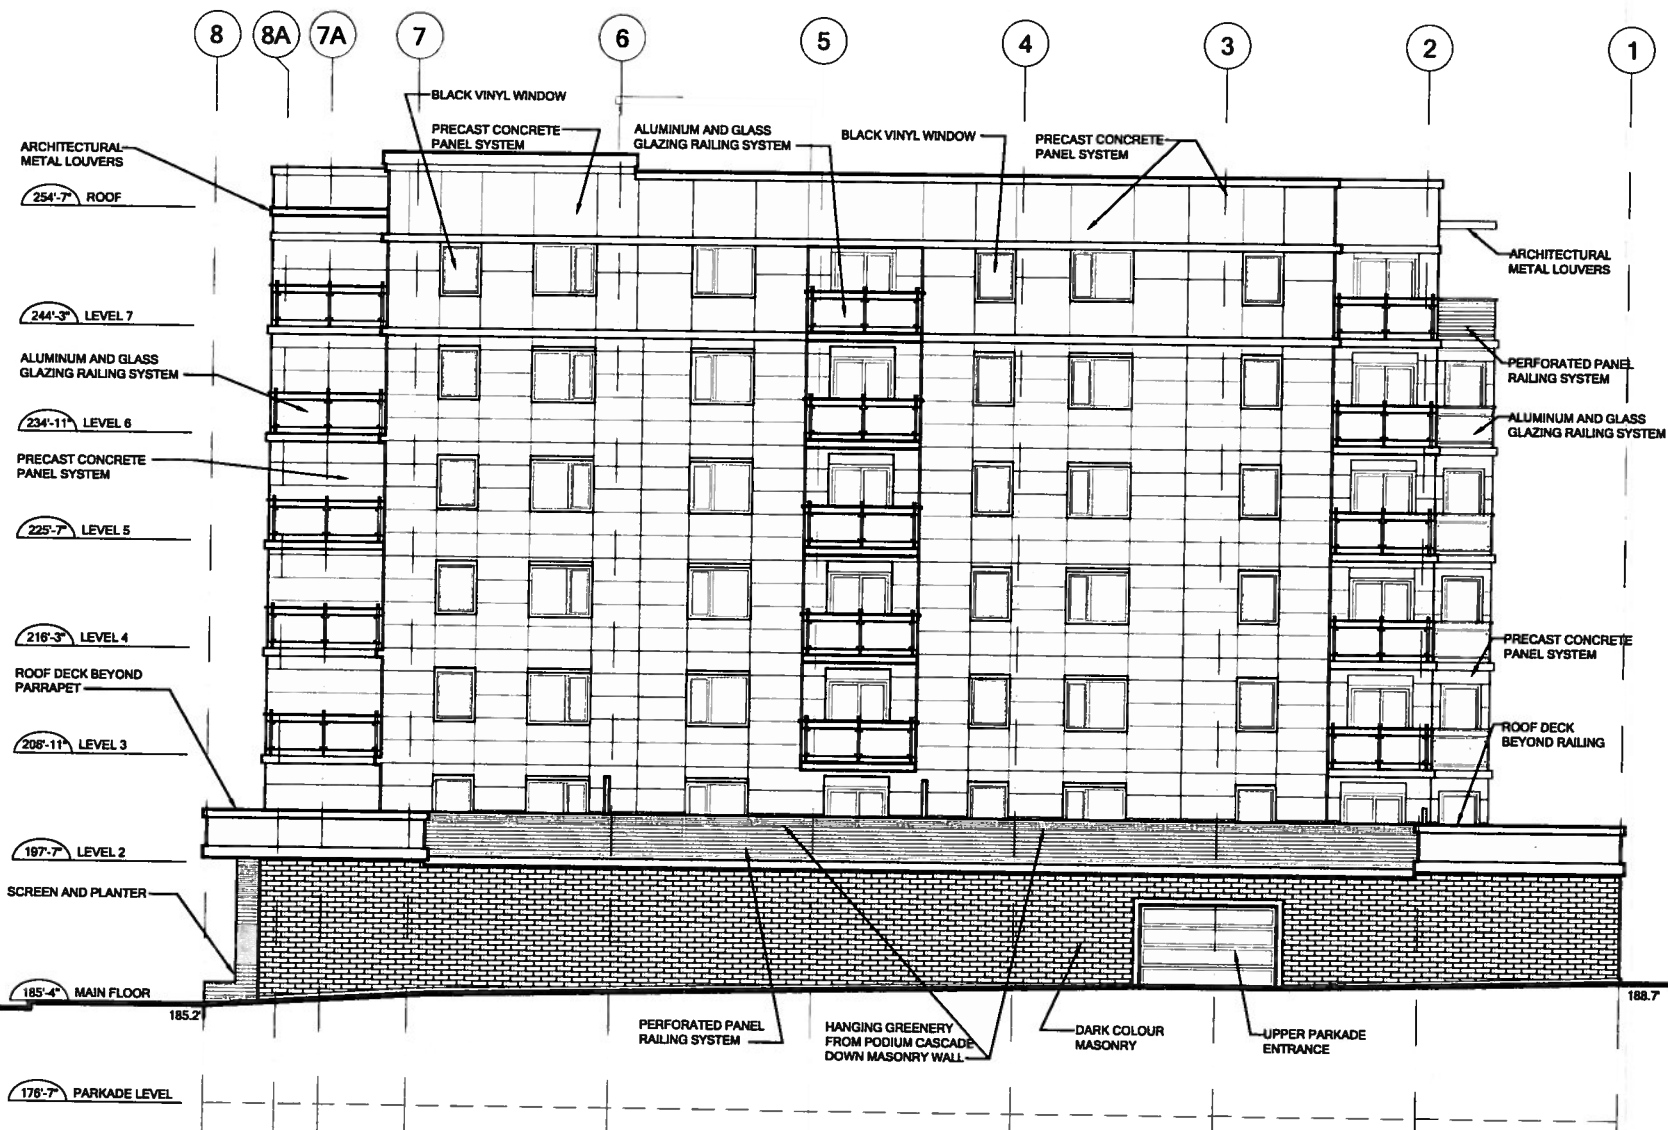 8 8A 7A 7 6 5 4 3 2 1
BLACK VINYL WINDOW
PRECAST CONCRETE
PANEL SYSTEM
ALUMINUM AND GLASS
GLAZING RAILING SYSTEM
BLACK VINYL WINDOW
PRECAST CONCRETE
PANEL SYSTEM
ARCHITECTURAL
METAL LOUVERS
254'-7" ROOF
244'-3" LEVEL 7
ALUMINUM AND GLASS
GLAZING RAILING SYSTEM
234'-11" LEVEL 6
PRECAST CONCRETE
PANEL SYSTEM
225'-7" LEVEL 5
216'-3" LEVEL 4
ROOF DECK BEYOND
PARRAPET
206'-11" LEVEL 3
197'-7" LEVEL 2
SCREEN AND PLANTER
185'-4" MAIN FLOOR
185.2'
176'-7" PARKADE LEVEL
ARCHITECTURAL
METAL LOUVERS
PERFORATED PANEL
RAILING SYSTEM
ALUMINUM AND GLASS
GLAZING RAILING SYSTEM
PRECAST CONCRETE
PANEL SYSTEM
ROOF DECK
BEYOND RAILING
188.7'
PERFORATED PANEL
RAILING SYSTEM
HANGING GREENERY
FROM PODIUM CASCADE
DOWN MASONRY WALL
DARK COLOUR
MASONRY
UPPER PARKADE
ENTRANCE